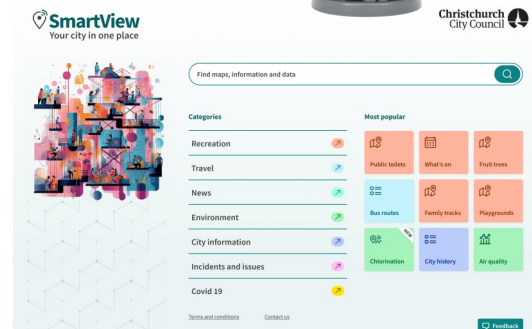 SmartView
Your city in one place
Christchurch
City Council
Find maps, information and data
Categories
Recreation
Travel
News
Environment
City information
Incidents and issues
Covid 19
Most popular
Public toilets
What's on
Fruit trees
Bus routes
Family tracks
Playgrounds
Chlorination
NEW
City history
Air quality
Terms and conditions
Contact us
Feedback